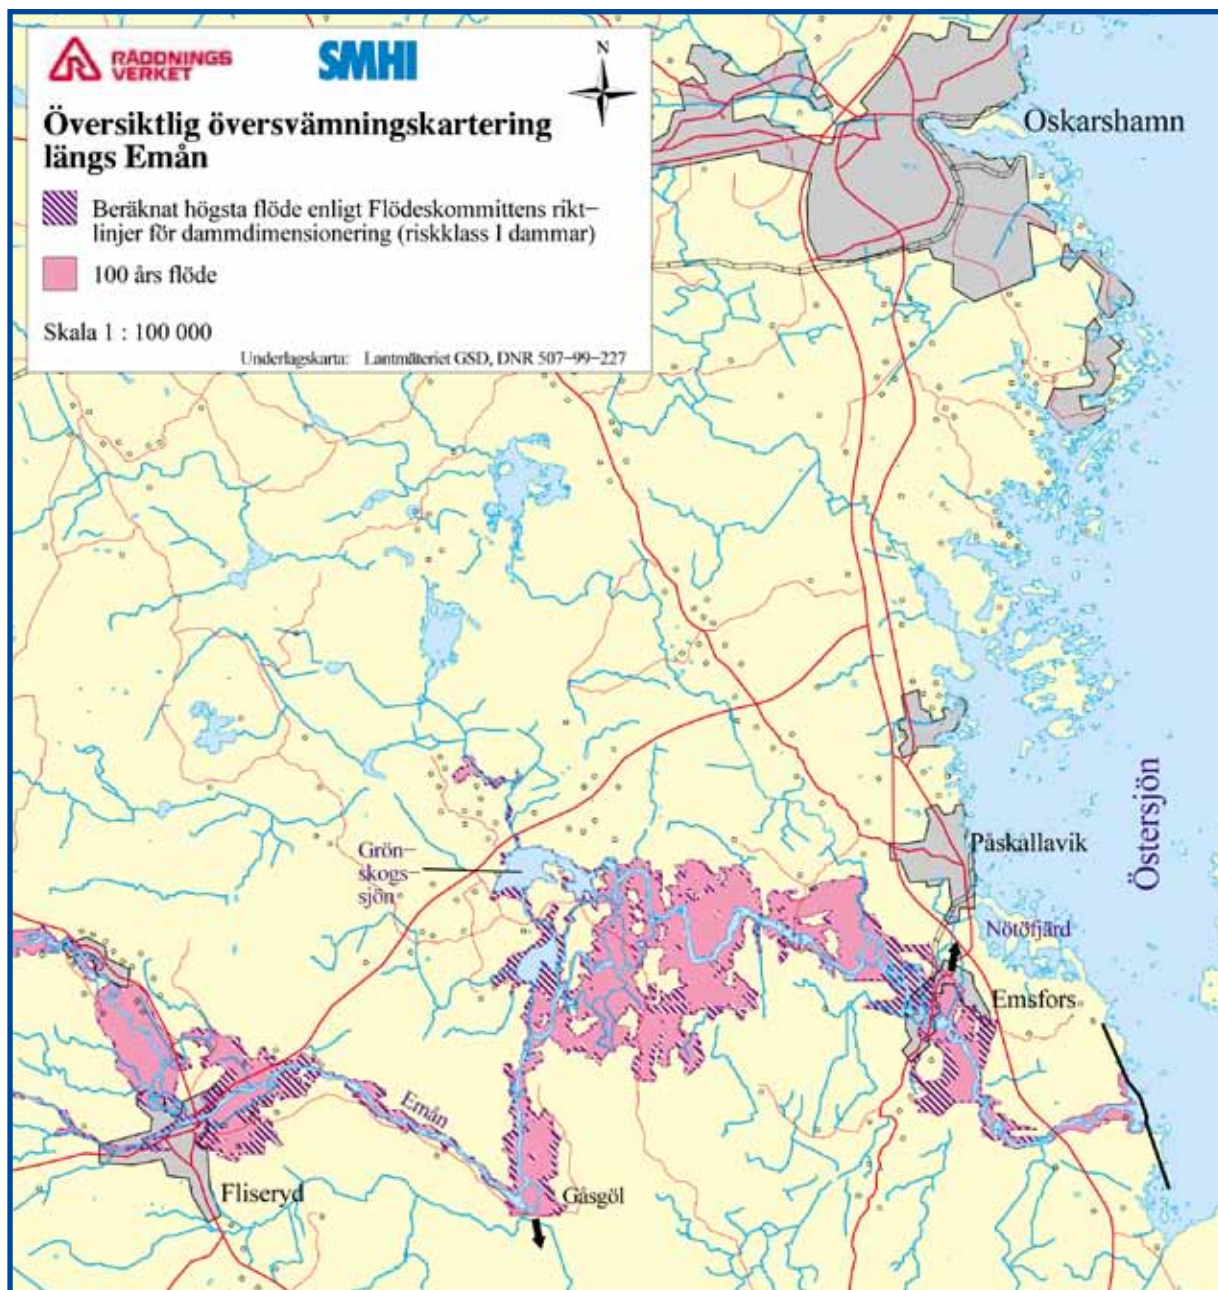 RÄDDNINGS
VERKET
SMHI
N
Översiktlig översvämningskartering
längs Emån
Beräknat högsta flöde enligt Flödeskommittens rikt–
linjer för dammdimensionering (riskklass I dammar)
100 års flöde
Skala 1 : 100 000
Underlagskarta: Lantmäteriet GSD, DNR 507–99–227
Oskarshamn
Östersjön
Påskallavik
Grön–
skogs–
sjön
Nötöfjärd
Emsfors
Emån
Fliseryd
Gåsgöl